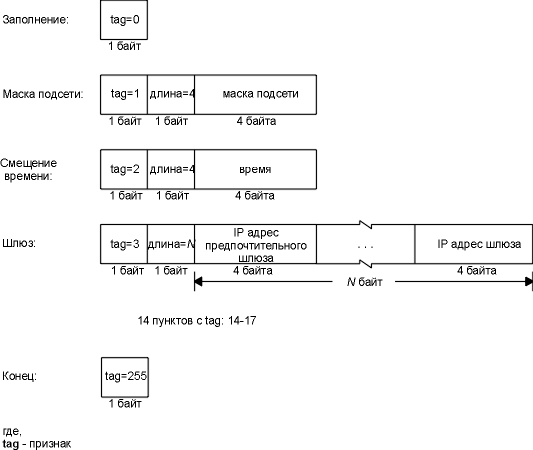 Заполнение: tag=0
1 байт
Маска подсети: tag=1 длина=4 маска подсети
1 байт 1 байт 4 байта
Смещение
времени: tag=2 длина=4 время
1 байт 1 байт 4 байта
Шлюз: tag=3 длина=N IP адрес
предпочтительного
шлюза . . . IP адрес шлюза
1 байт 1 байт 4 байта 4 байта
N байт
14 пунктов с tag: 14-17
Конец: tag=255
1 байт
где,
tag - признак